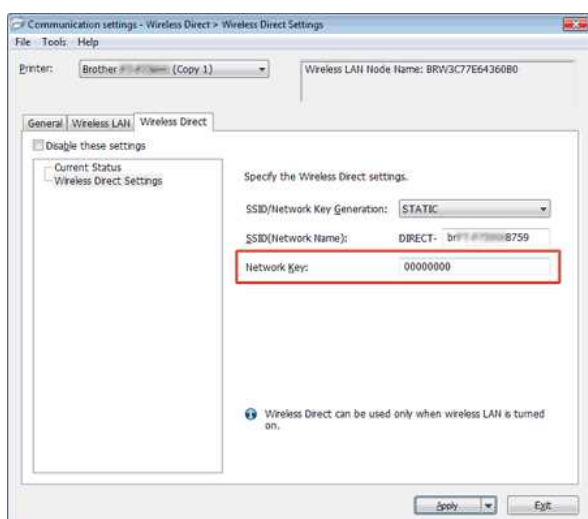 Communication settings - Wireless Direct > Wireless Direct Settings
File Tools Help
Printer: Brother (Copy 1)
Wireless LAN Node Name: BRW3C77E64360B0
General Wireless LAN Wireless Direct
Disable these settings
Current Status
Wireless Direct Settings
Specify the Wireless Direct settings.
SSID/Network Key Generation: STATIC
SSID(Network Name): DIRECT- 8759
Network Key: 00000000
Wireless Direct can be used only when wireless LAN is turned
on.
Apply Exit